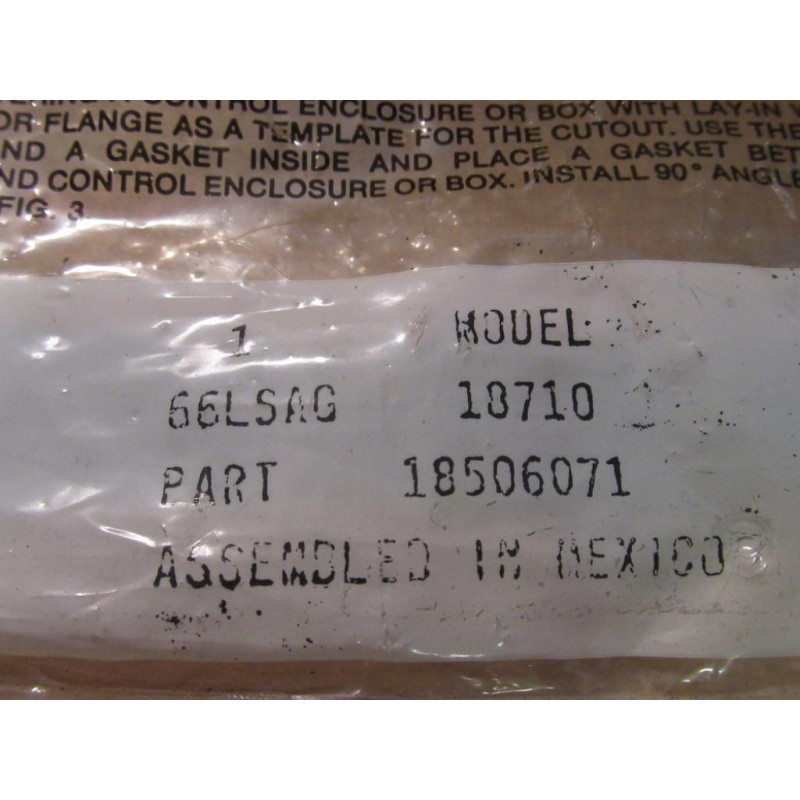 CONTROL ENCLOSURE OR BOX WITH LAY-IN
OR FLANGE AS A TEMPLATE FOR THE CUTOUT. USE THE
ND A GASKET INSIDE AND PLACE A GASKET BET
ND CONTROL ENCLOSURE OR BOX. INSTALL 90° ANGLE
FIG. 3
1 MODEL
66LSAG 18710
PART 18506071
ASSEMBLED IN MEXICO